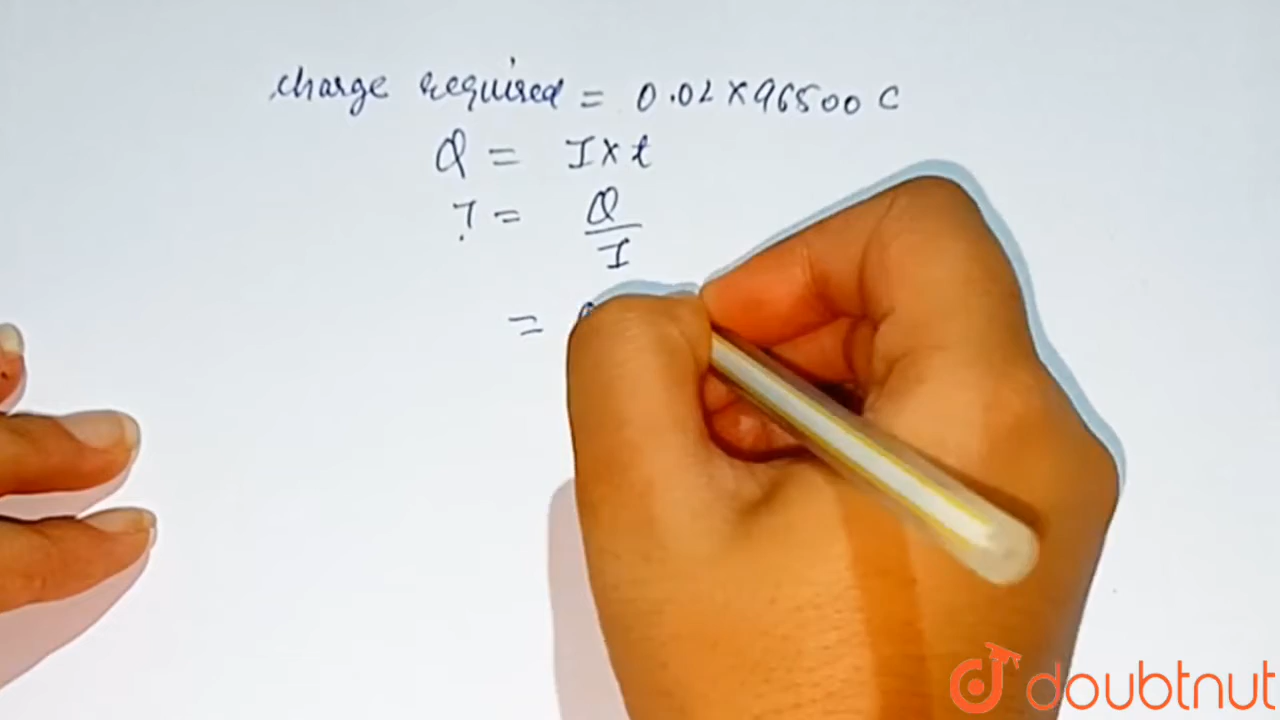 charge required = 0.02 × 96500 C
Q = I × t
? = Q/I
=
doubtnut